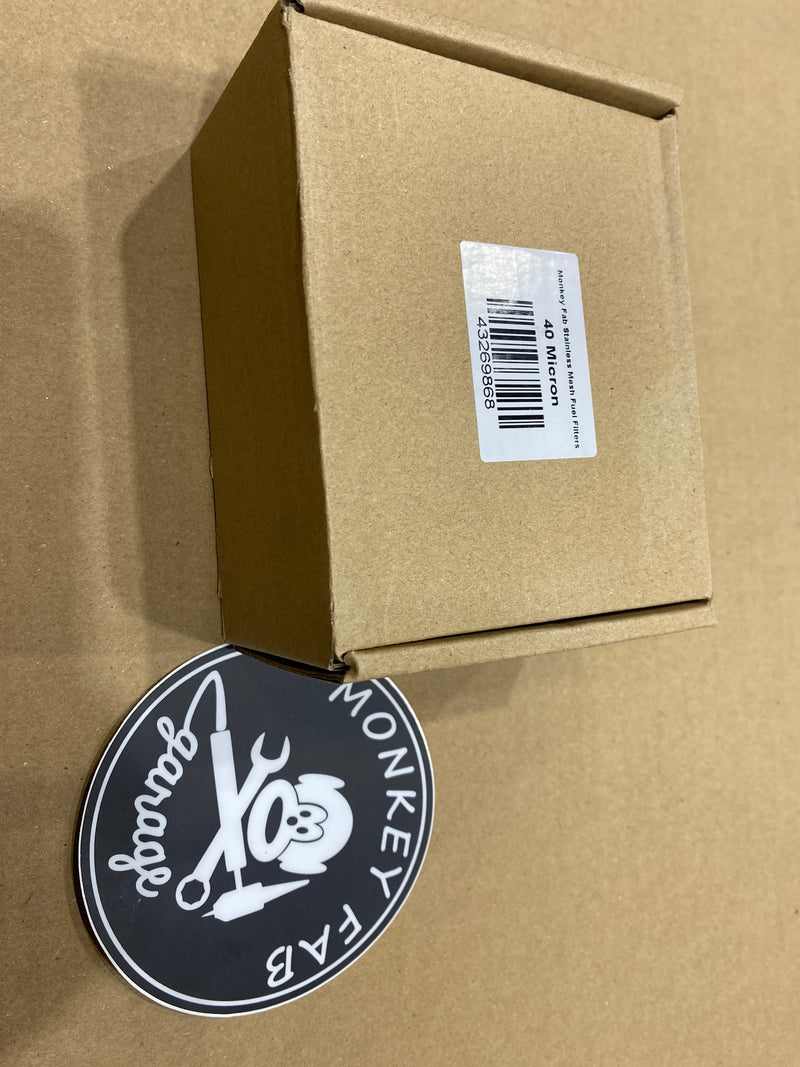 Monkey Fab Stainless Mesh Fuel Filters
40 Micron
43269868
MONKEY FAB
garage